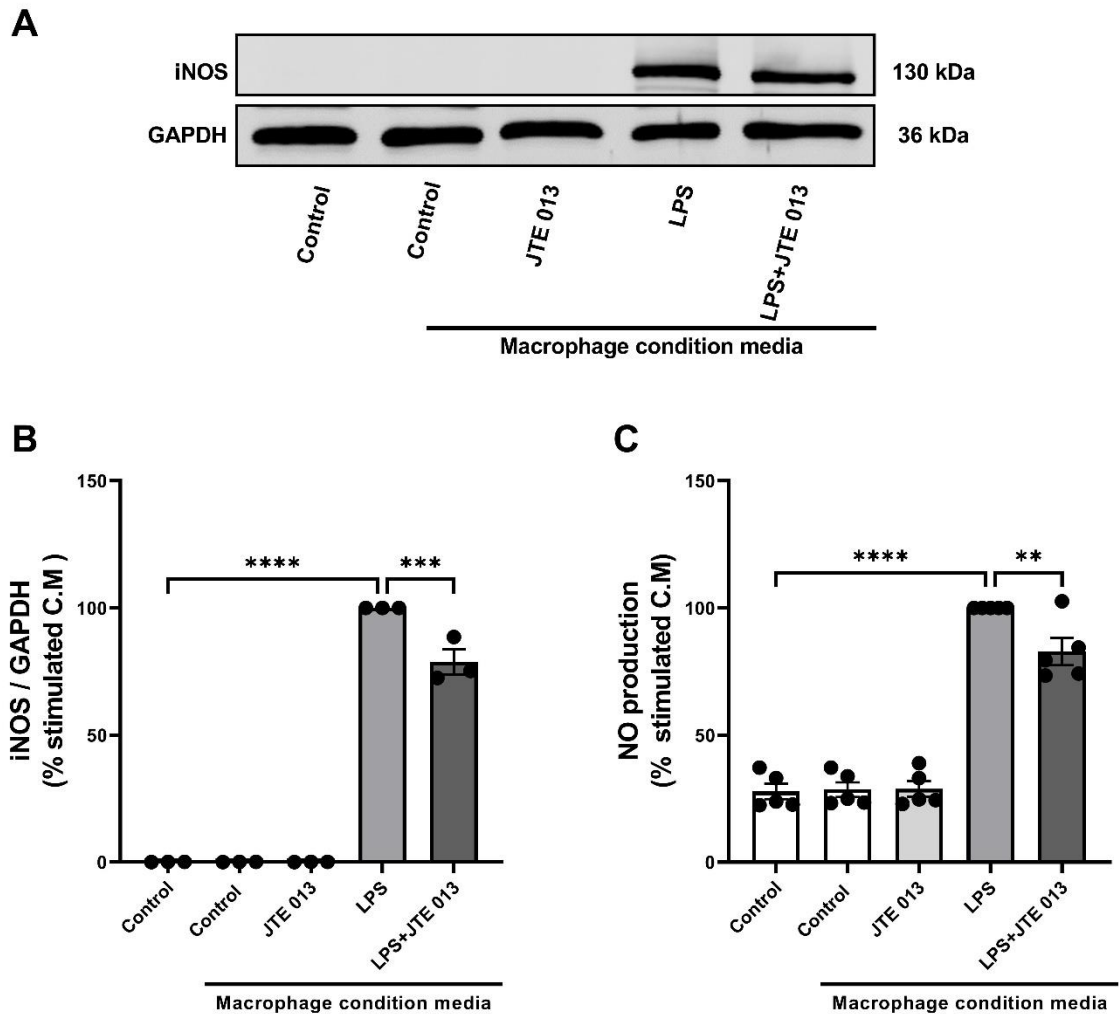 A
iNOS
130 kDa
GAPDH
36 kDa
Control
Control
JTE 013
LPS
LPS+JTE 013
Macrophage condition media
B
iNOS / GAPDH
(% stimulated C.M )
150
100
50
0
****
***
Control
Control
JTE 013
LPS
LPS+JTE 013
Macrophage condition media
C
NO production
(% stimulated C.M)
150
100
50
0
****
**
Control
Control
JTE 013
LPS
LPS+JTE 013
Macrophage condition media